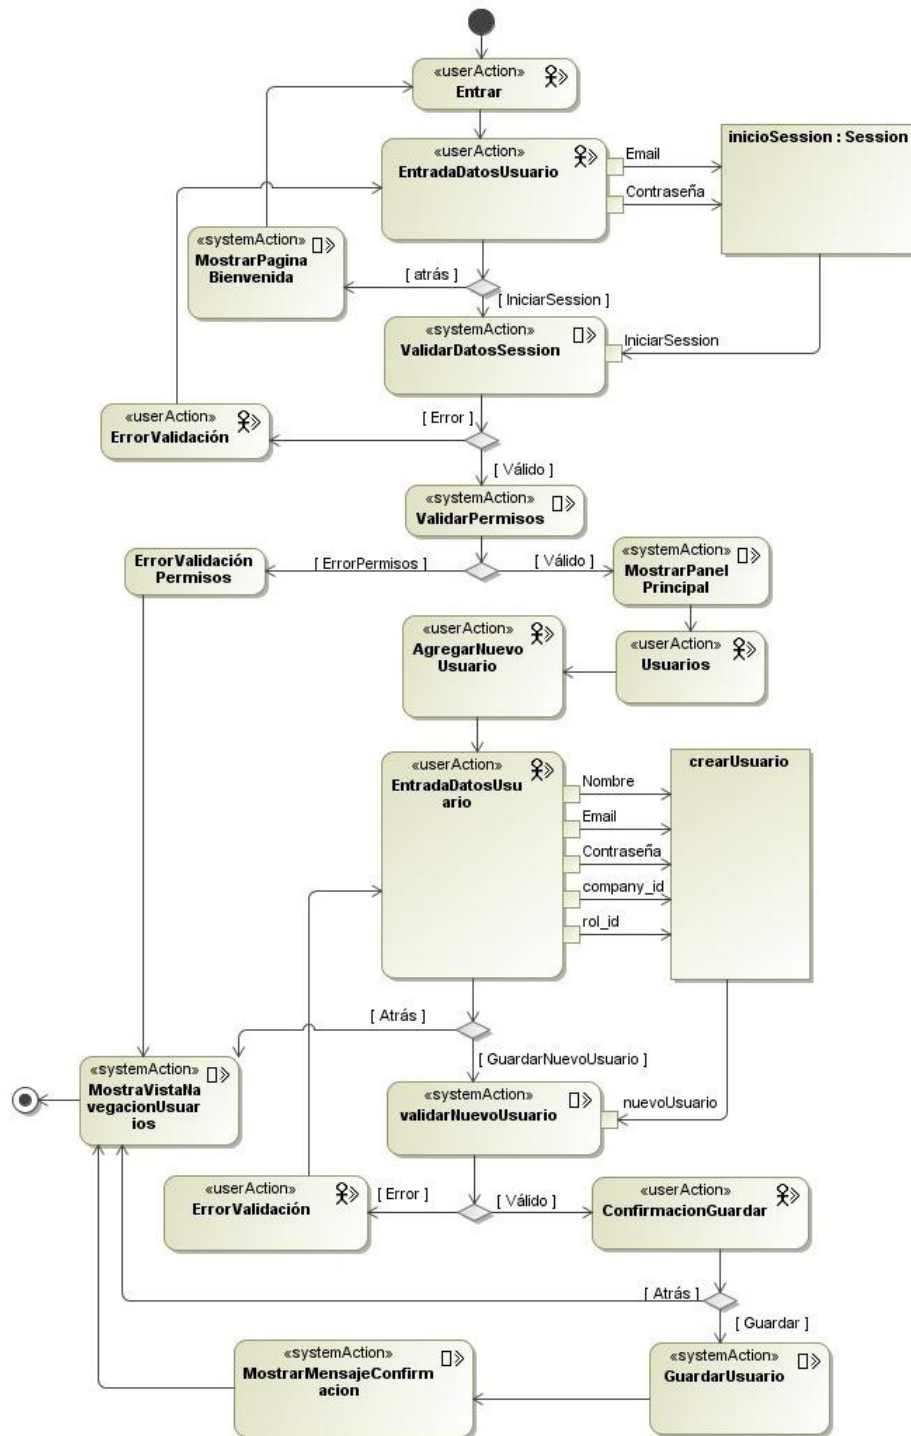 «userAction»
Entrar
«userAction»
EntradaDatosUsuario
Email
Contraseña
inicioSession : Session
«systemAction»
MostrarPagina
Bienvenida
[ atrás ]
[ IniciarSession ]
«systemAction»
ValidarDatosSession
IniciarSession
[ Error ]
«userAction»
ErrorValidación
[ Válido ]
«systemAction»
ValidarPermisos
ErrorValidación
Permisos
[ ErrorPermisos ]
[ Válido ]
«systemAction»
MostrarPanel
Principal
«userAction»
AgregarNuevo
Usuario
«userAction»
Usuarios
«userAction»
EntradaDatosUsu
ario
Nombre
Email
Contraseña
company_id
rol_id
crearUsuario
[ Atrás ]
[ GuardarNuevoUsuario ]
«systemAction»
MostraVistaNa
vegacionUsuar
ios
«systemAction»
validarNuevoUsuario
nuevoUsuario
«userAction»
ErrorValidación
[ Error ]
[ Válido ]
«userAction»
ConfirmacionGuardar
[ Atrás ]
[ Guardar ]
«systemAction»
MostrarMensajeConfirm
acion
«systemAction»
GuardarUsuario